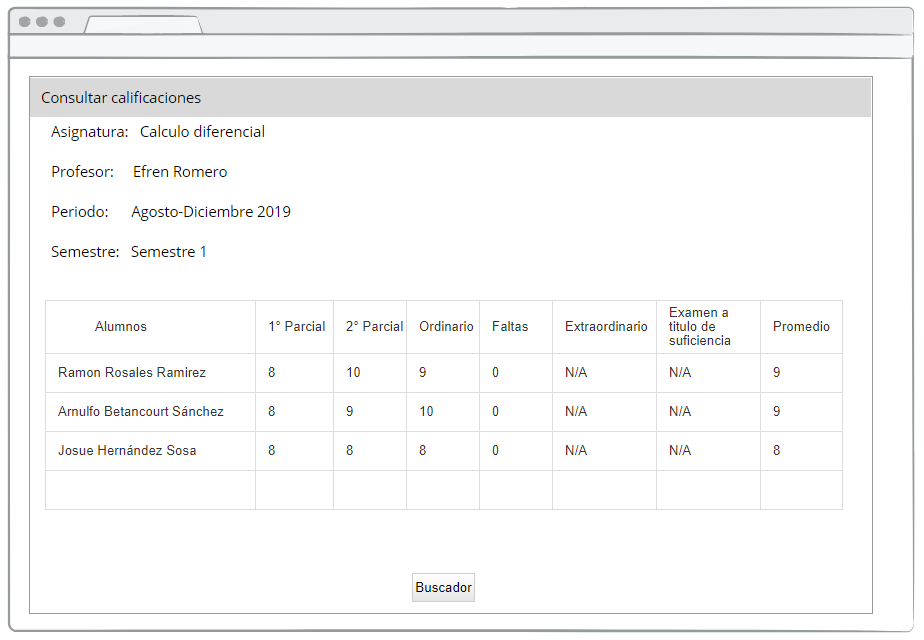 Consultar calificaciones
Asignatura: Calculo diferencial
Profesor: Efren Romero
Periodo: Agosto-Diciembre 2019
Semestre: Semestre 1
Alumnos 1° Parcial 2° Parcial Ordinario Faltas Extraordinario Examen a titulo de suficiencia Promedio
Ramon Rosales Ramirez 8 10 9 0 N/A N/A 9
Arnulfo Betancourt Sánchez 8 9 10 0 N/A N/A 9
Josue Hernández Sosa 8 8 8 0 N/A N/A 8
Buscador